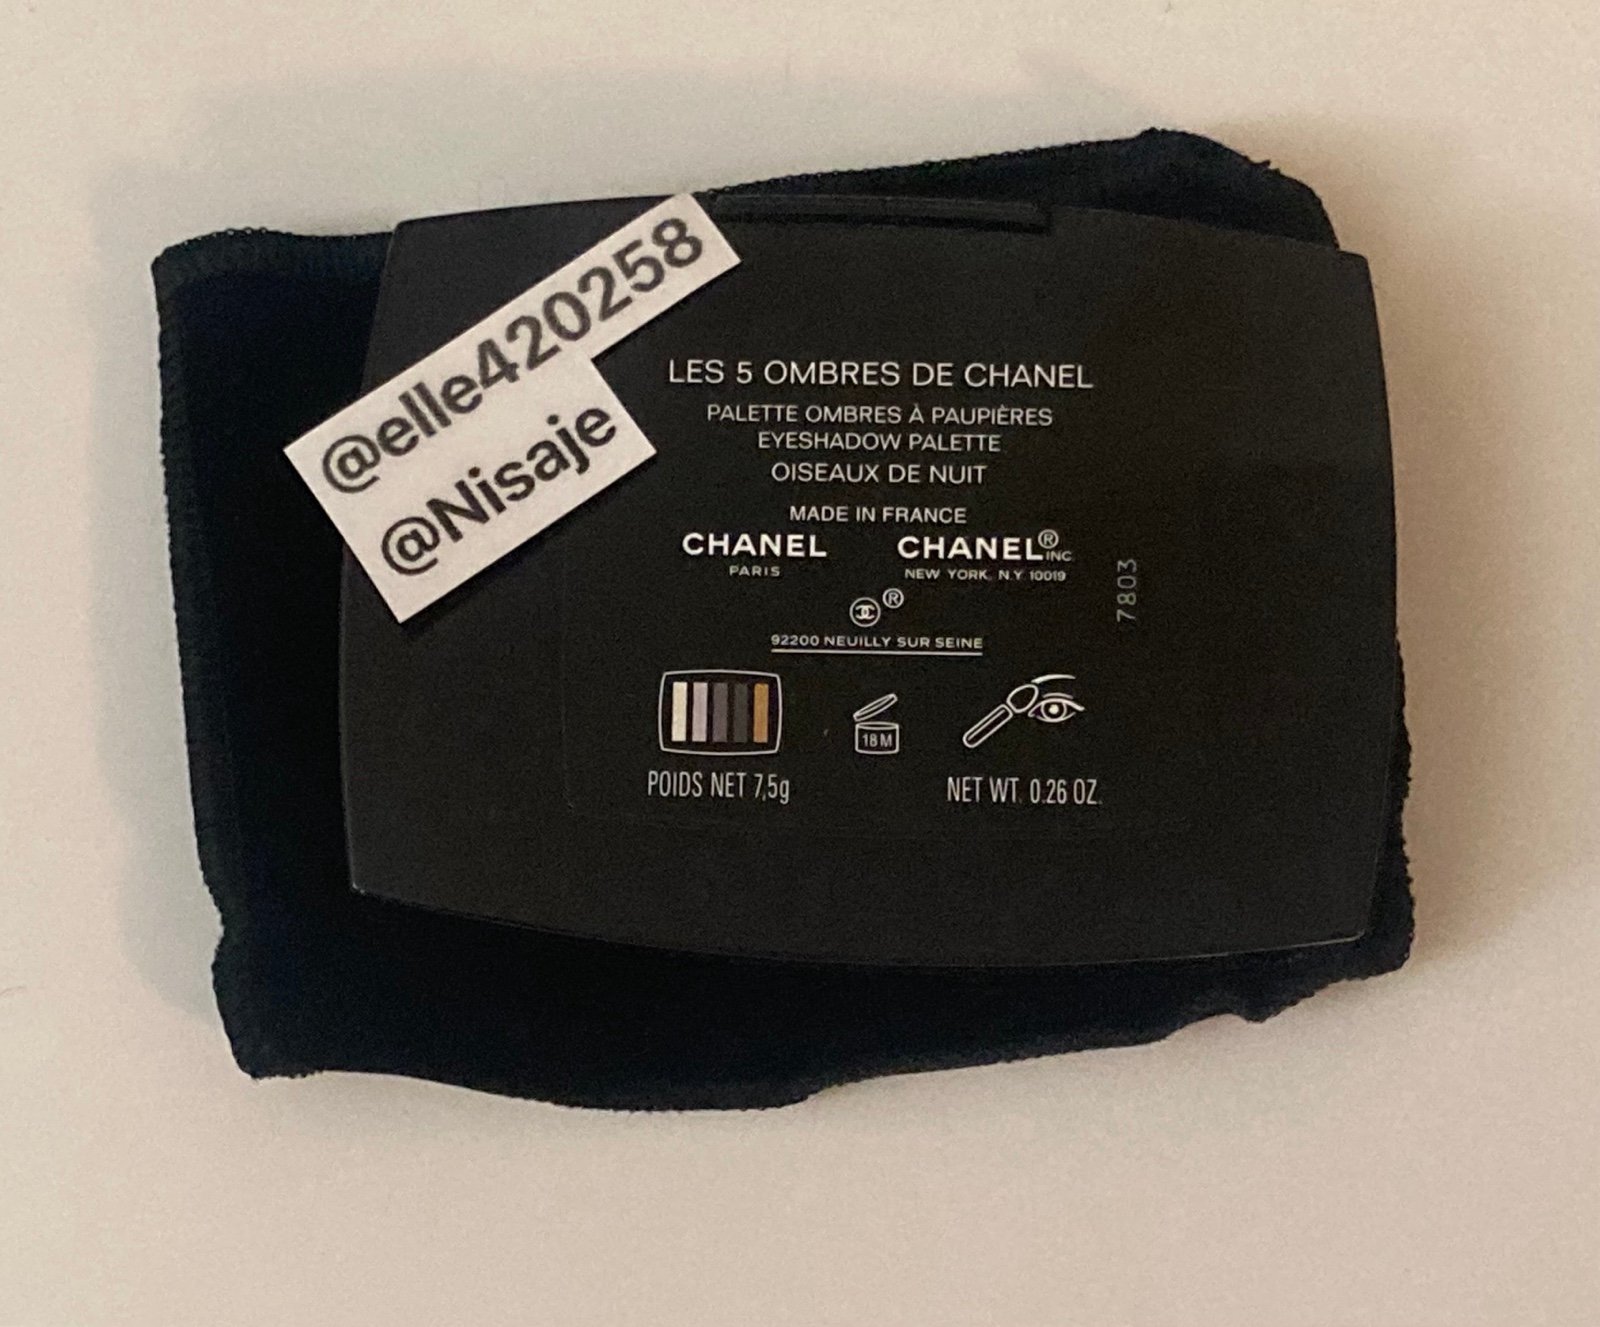 @elle420258
@Nisaje
LES 5 OMBRES DE CHANEL
PALETTE OMBRES À PAUPIÈRES
EYESHADOW PALETTE
OISEAUX DE NUIT
MADE IN FRANCE
CHANEL
PARIS
CHANEL® INC.
NEW YORK, N.Y. 10019
®
92200 NEUILLY SUR SEINE
7803
18M
POIDS NET 7,5g
NET WT. 0.26 OZ.